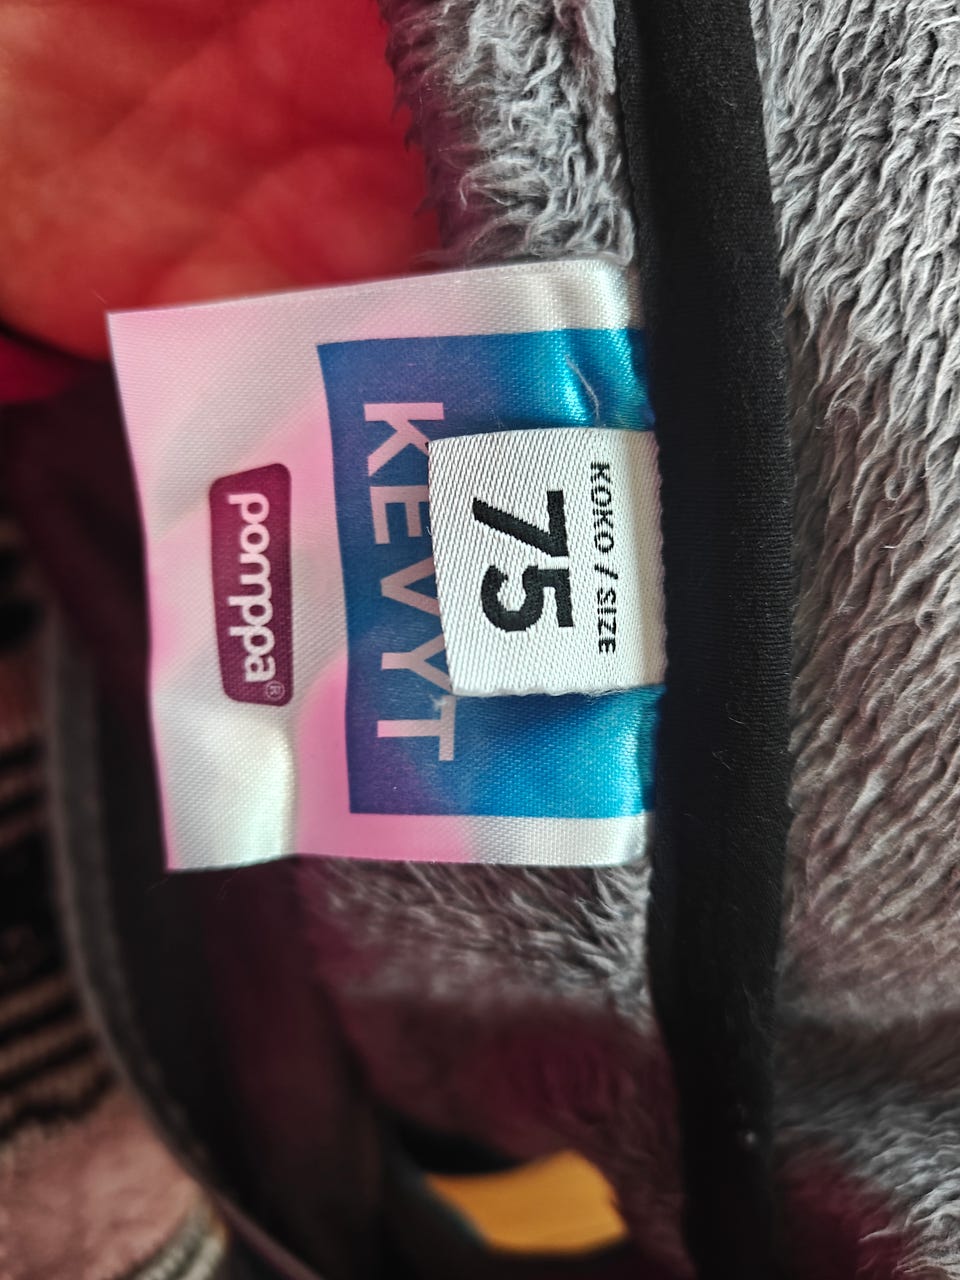 KOKO / SIZE
75
KEVYT
pomppa®